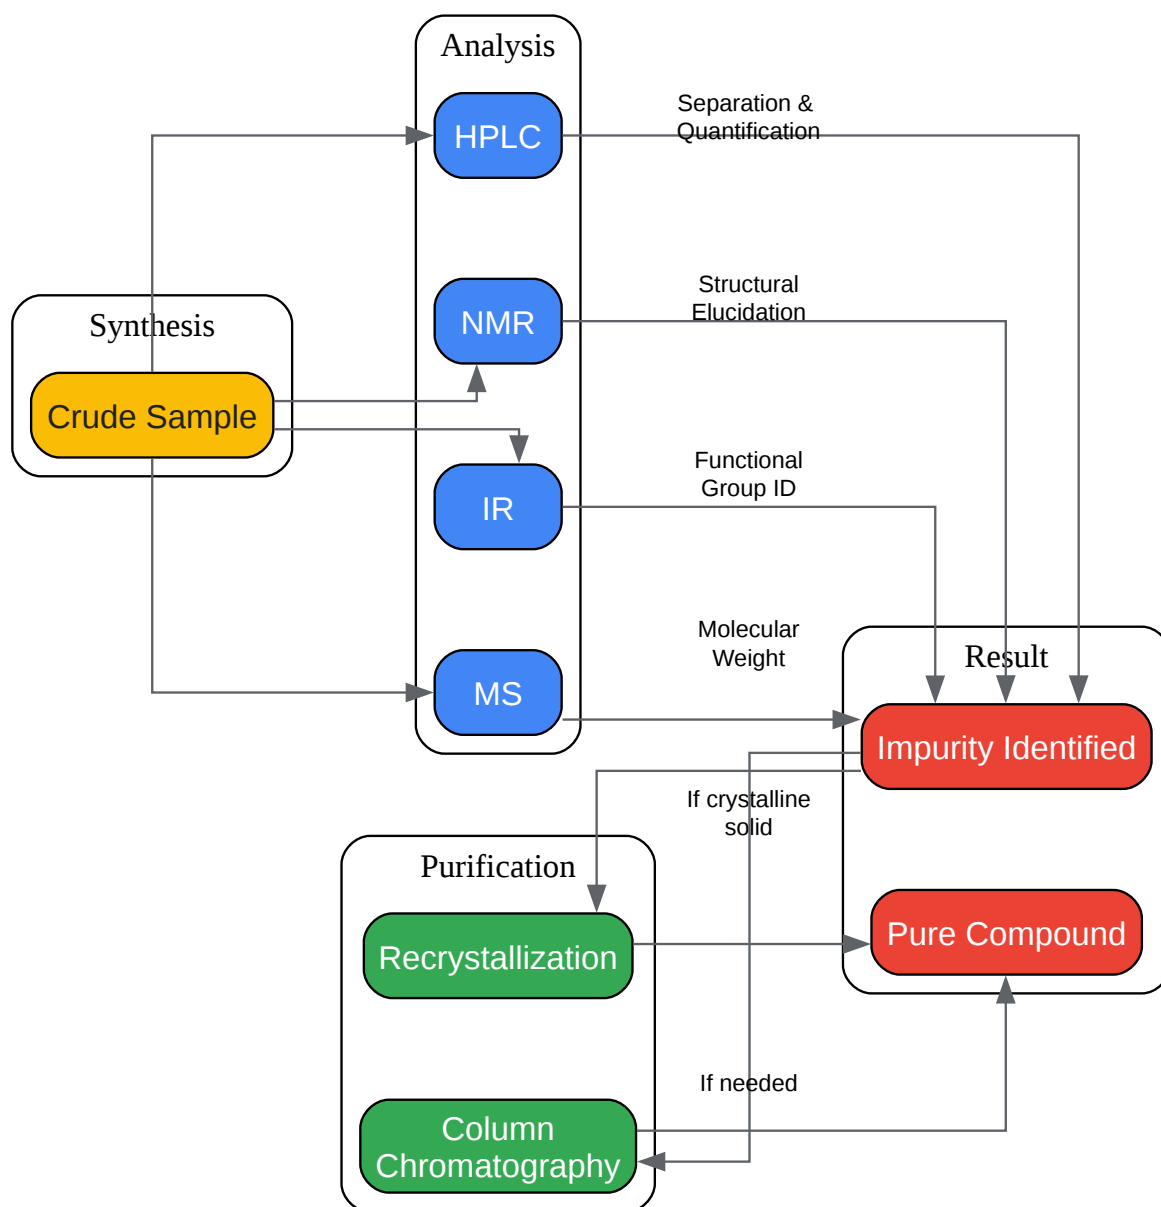 Analysis
HPLC
Separation &
Quantification
NMR
Structural
Elucidation
Synthesis
Crude Sample
IR
Functional
Group ID
MS
Molecular
Weight
Result
Impurity Identified
If crystalline
solid
Purification
Recrystallization
Pure Compound
If needed
Column
Chromatography